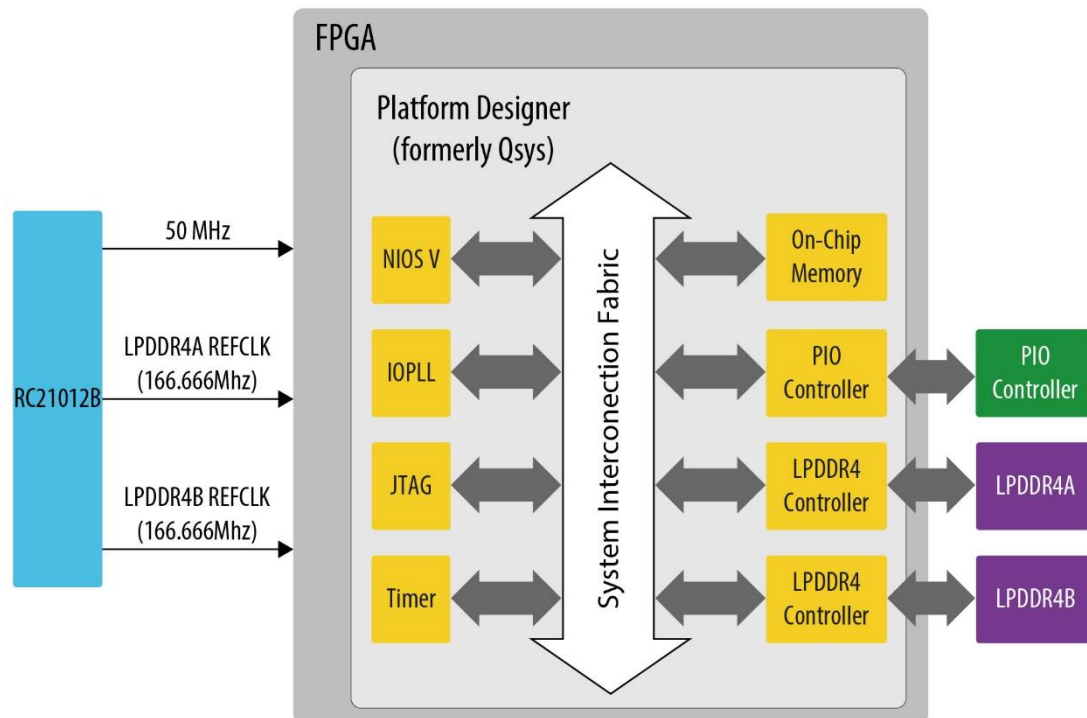 FPGA
Platform Designer
(formerly Qsys)
RC21012B
50 MHz
LPDDR4A REFCLK
(166.666Mhz)
LPDDR4B REFCLK
(166.666Mhz)
NIOS V
IOPLL
JTAG
Timer
System Interconection Fabric
On-Chip
Memory
PIO
Controller
LPDDR4
Controller
LPDDR4
Controller
PIO
Controller
LPDDR4A
LPDDR4B